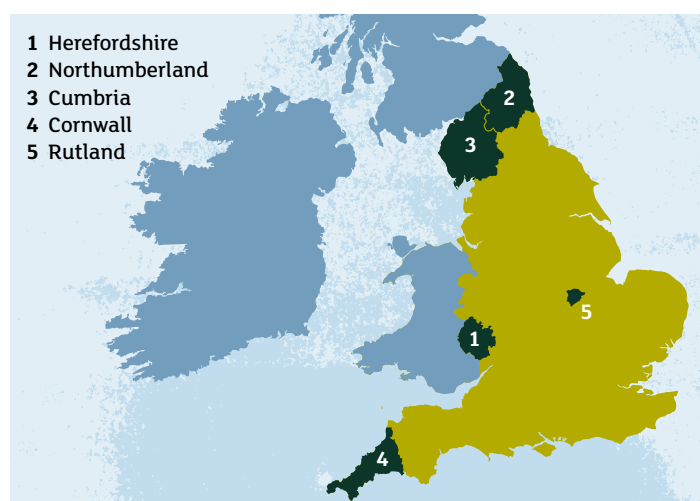 1 Herefordshire
2 Northumberland
3 Cumbria
4 Cornwall
5 Rutland
2
3
5
1
4